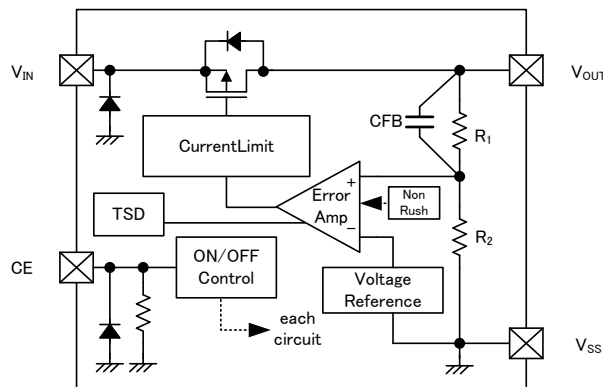 VIN
VOUT
CFB
R1
CurrentLimit
+
Error
Amp
−
Non
Rush
TSD
R2
CE
ON/OFF
Control
Voltage
Reference
each
circuit
VSS